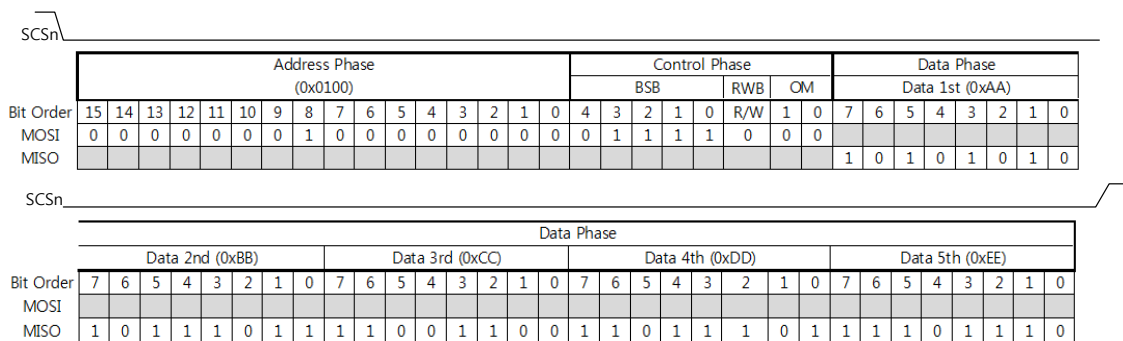 SCSn
Address Phase Control Phase Data Phase
(0x0100) BSB RWB OM Data 1st (0xAA)
Bit Order 15 14 13 12 11 10 9 8 7 6 5 4 3 2 1 0 4 3 2 1 0 R/W 1 0 7 6 5 4 3 2 1 0
MOSI 0 0 0 0 0 0 0 1 0 0 0 0 0 0 0 0 0 1 1 1 1 0 0 0
MISO 1 0 1 0 1 0 1 0
SCSn
Data Phase
Data 2nd (0xBB) Data 3rd (0xCC) Data 4th (0xDD) Data 5th (0xEE)
Bit Order 7 6 5 4 3 2 1 0 7 6 5 4 3 2 1 0 7 6 5 4 3 2 1 0 7 6 5 4 3 2 1 0
MOSI
MISO 1 0 1 1 1 0 1 1 1 1 0 0 1 1 0 0 1 1 0 1 1 1 0 1 1 1 1 0 1 1 1 0